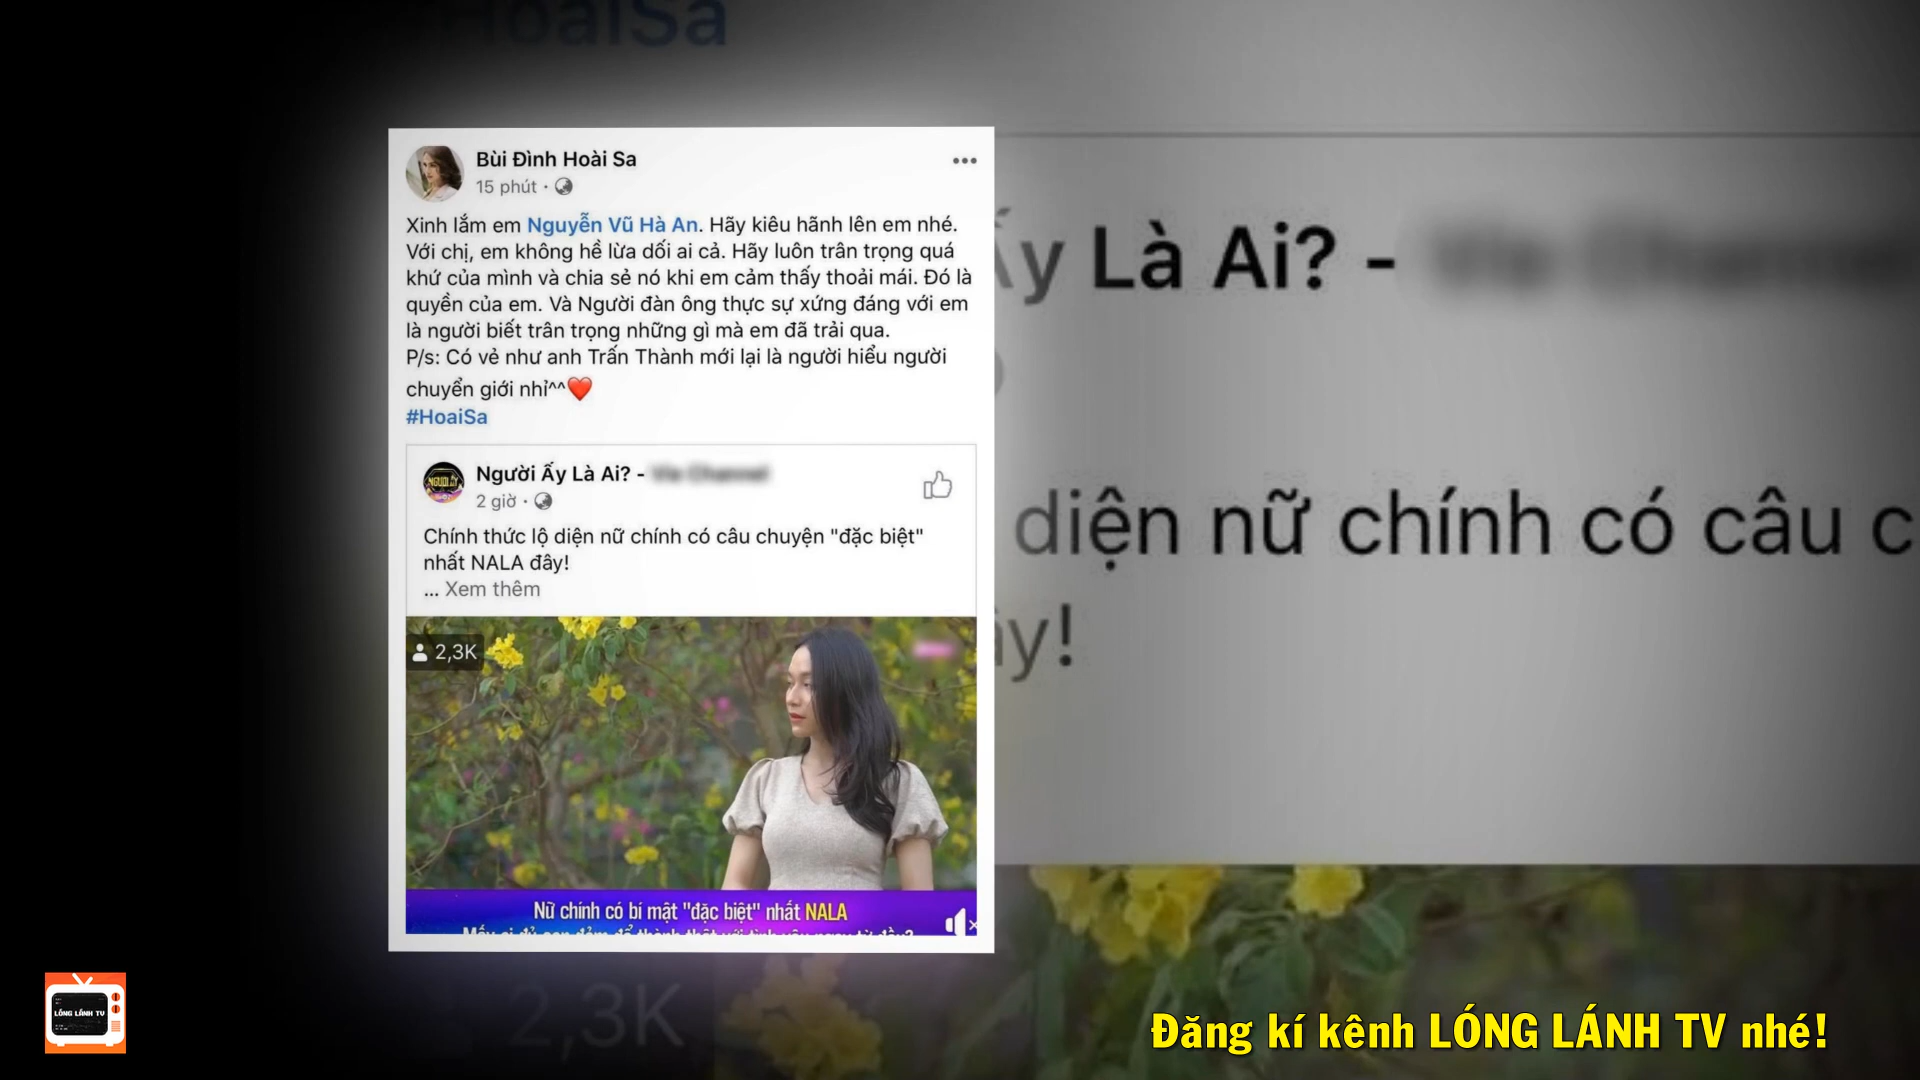 HoaiSa
Bùi Đình Hoài Sa
15 phút
Xinh lắm em Nguyễn Vũ Hà An. Hãy kiêu hãnh lên em nhé.
Với chị, em không hề lừa dối ai cả. Hãy luôn trân trọng quá
khứ của mình và chia sẻ nó khi em cảm thấy thoải mái. Đó là
quyền của em. Và Người đàn ông thực sự xứng đáng với em
là người biết trân trọng những gì mà em đã trải qua.
P/s: Có vẻ như anh Trấn Thành mới lại là người hiểu người
chuyển giới nhỉ^^❤️
#HoaiSa
Người Ấy Là Ai? -
2 giờ
Chính thức lộ diện nữ chính có câu chuyện "đặc biệt"
nhất NALA đây!
... Xem thêm
2,3K
NGƯỜI ẤY
Nữ chính có bí mật "đặc biệt" nhất NALA
Ấy Là Ai? -
diện nữ chính có câu c
ây!
2,3K
LÓNG LÁNH TV
Đăng kí kênh LÓNG LÁNH TV nhé!